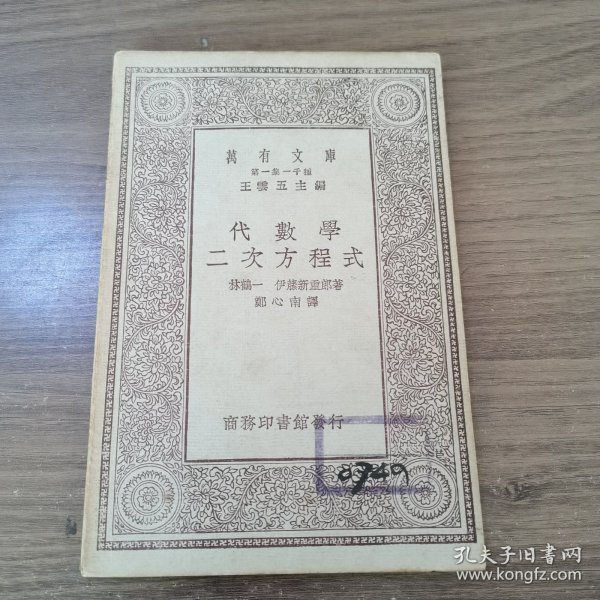 萬有文庫
第一集一千種
王雲五主編
代數學
二次方程式
林鶴一 伊藤新重郎著
鄭心南譯
商務印書館發行
8949
孔夫子旧书网
www.kongfz.com